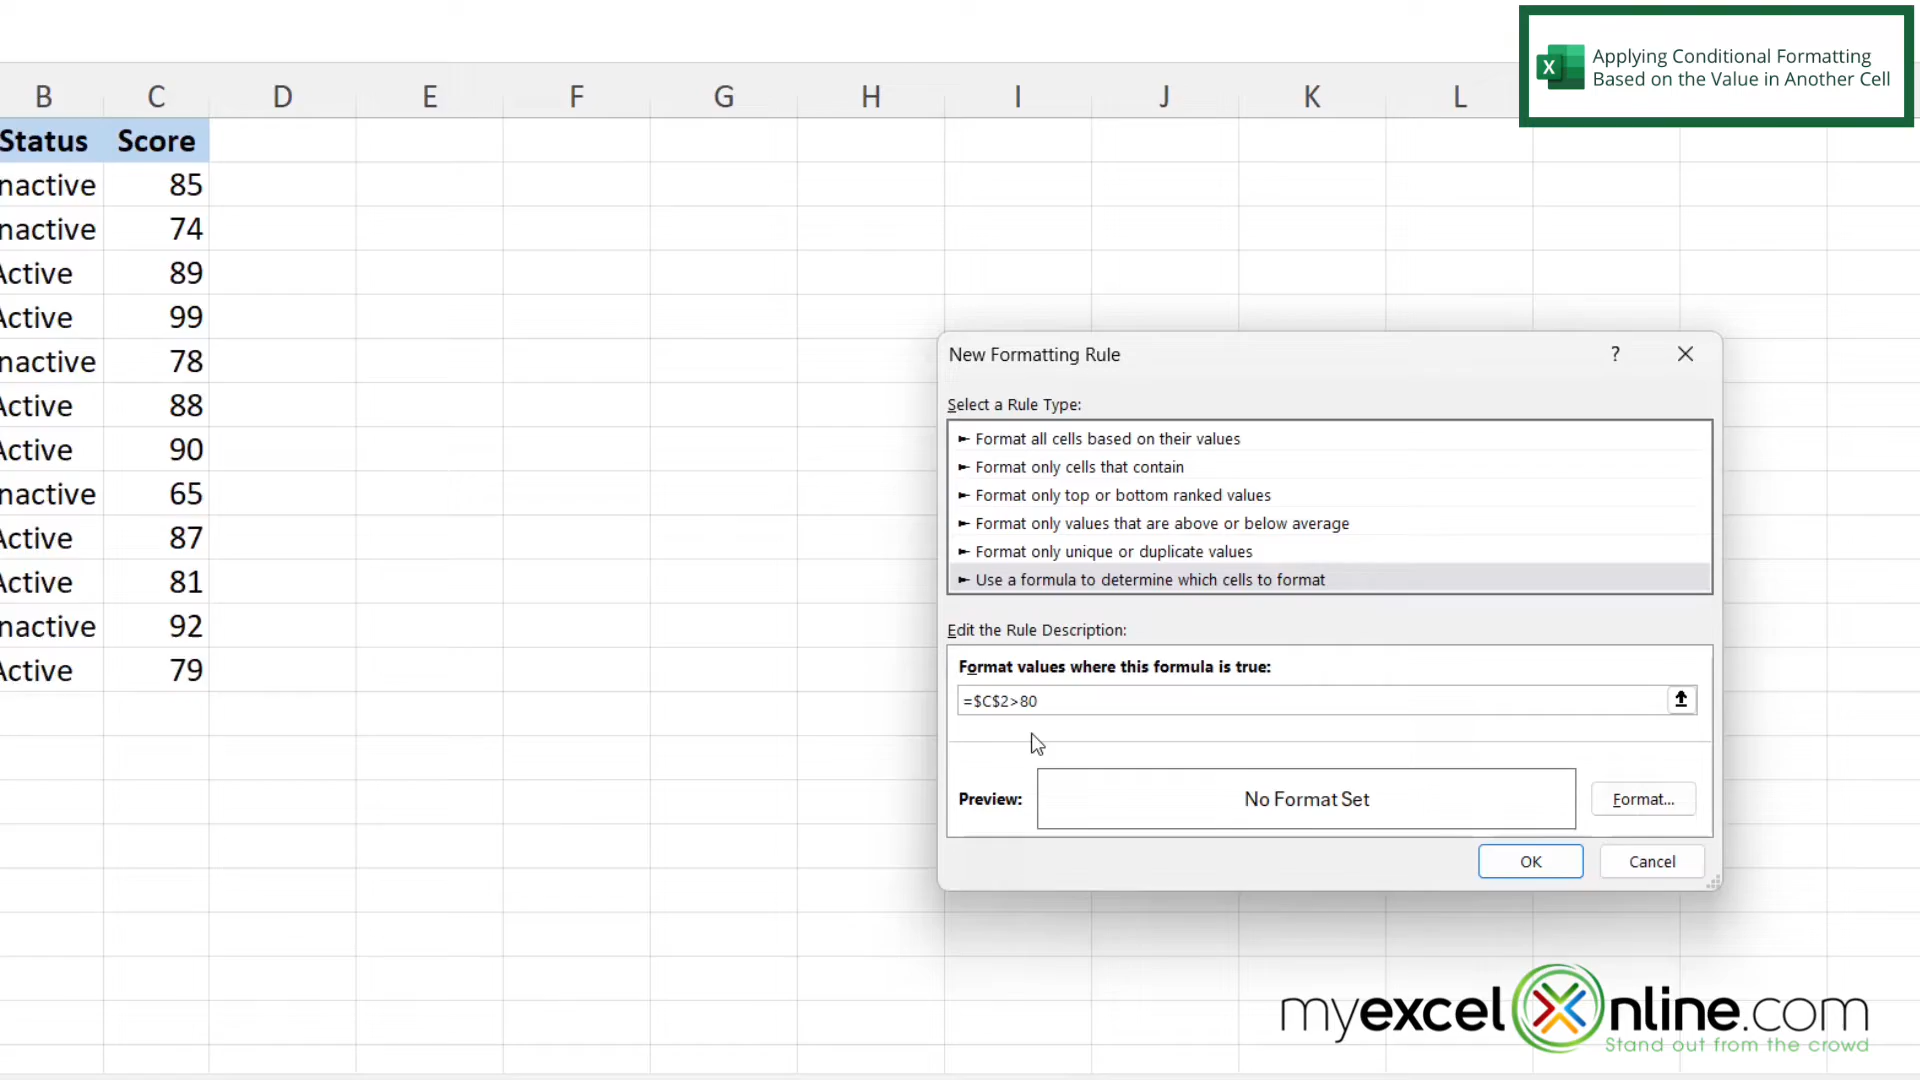 Applying Conditional Formatting
Based on the Value in Another Cell
B C D E F G H I J K L
Status Score
nactive 85
nactive 74
Active 89
Active 99
nactive 78
Active 88
Active 90
nactive 65
Active 87
Active 81
nactive 92
Active 79
New Formatting Rule ?
Select a Rule Type:
► Format all cells based on their values
► Format only cells that contain
► Format only top or bottom ranked values
► Format only values that are above or below average
► Format only unique or duplicate values
► Use a formula to determine which cells to format
Edit the Rule Description:
Format values where this formula is true:
=$C$2>80
Preview: No Format Set Format...
OK Cancel
myexcelOnline.com
Stand out from the crowd